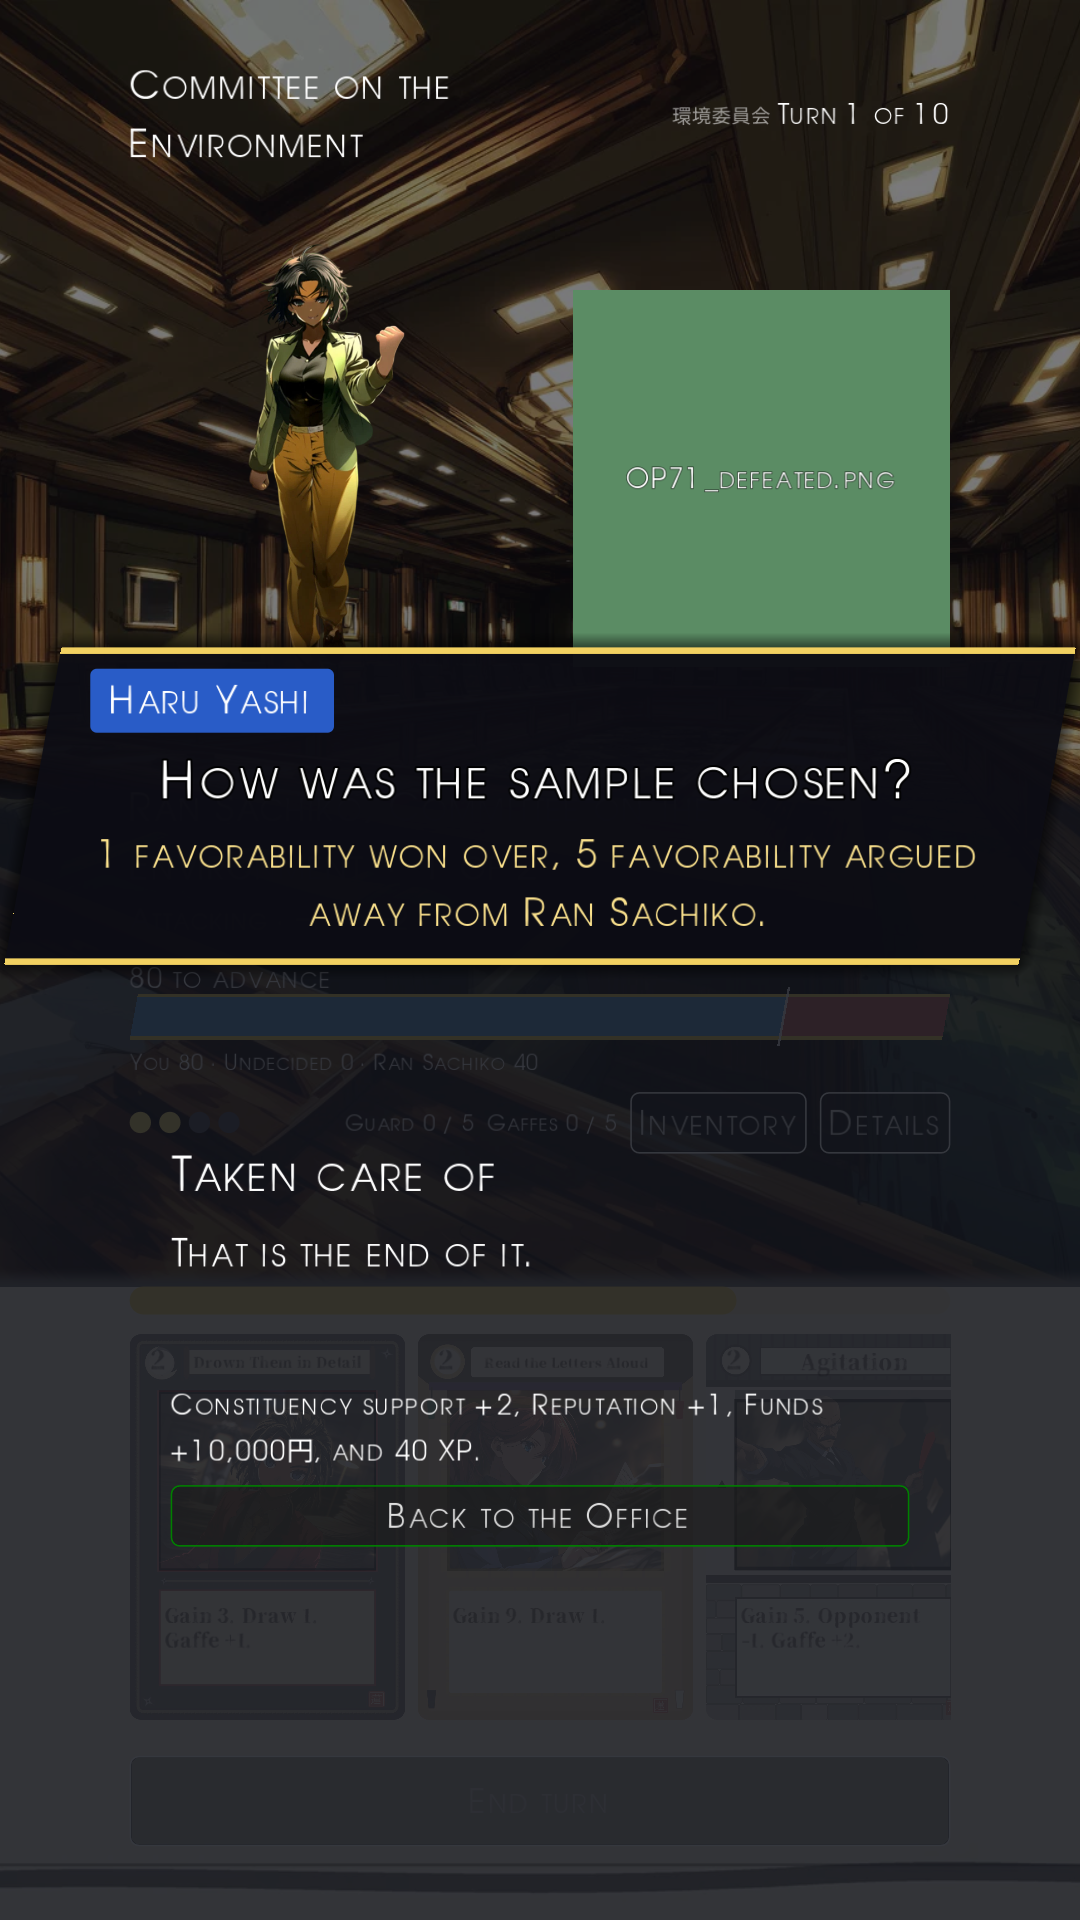 Committee on the
Environment
環境委員会 Turn 1 of 10
OP71_defeated.png
Haru Yashi
How was the sample chosen?
1 favorability won over, 5 favorability argued
away from Ran Sachiko.
80 to advance
You 80 · Undecided 0 · Ran Sachiko 40
Guard 0 / 5 Gaffes 0 / 5
Inventory
Details
Taken care of
That is the end of it.
2 Drown Them in Detail
2 Read the Letters Aloud
2 Agitation
Constituency support +2, Reputation +1, Funds
+10,000円, and 40 XP.
Back to the Office
Gain 3. Draw 1.
Gaffe +1.
Gain 9. Draw 1.
Gain 5. Opponent
-1. Gaffe +2.
End turn